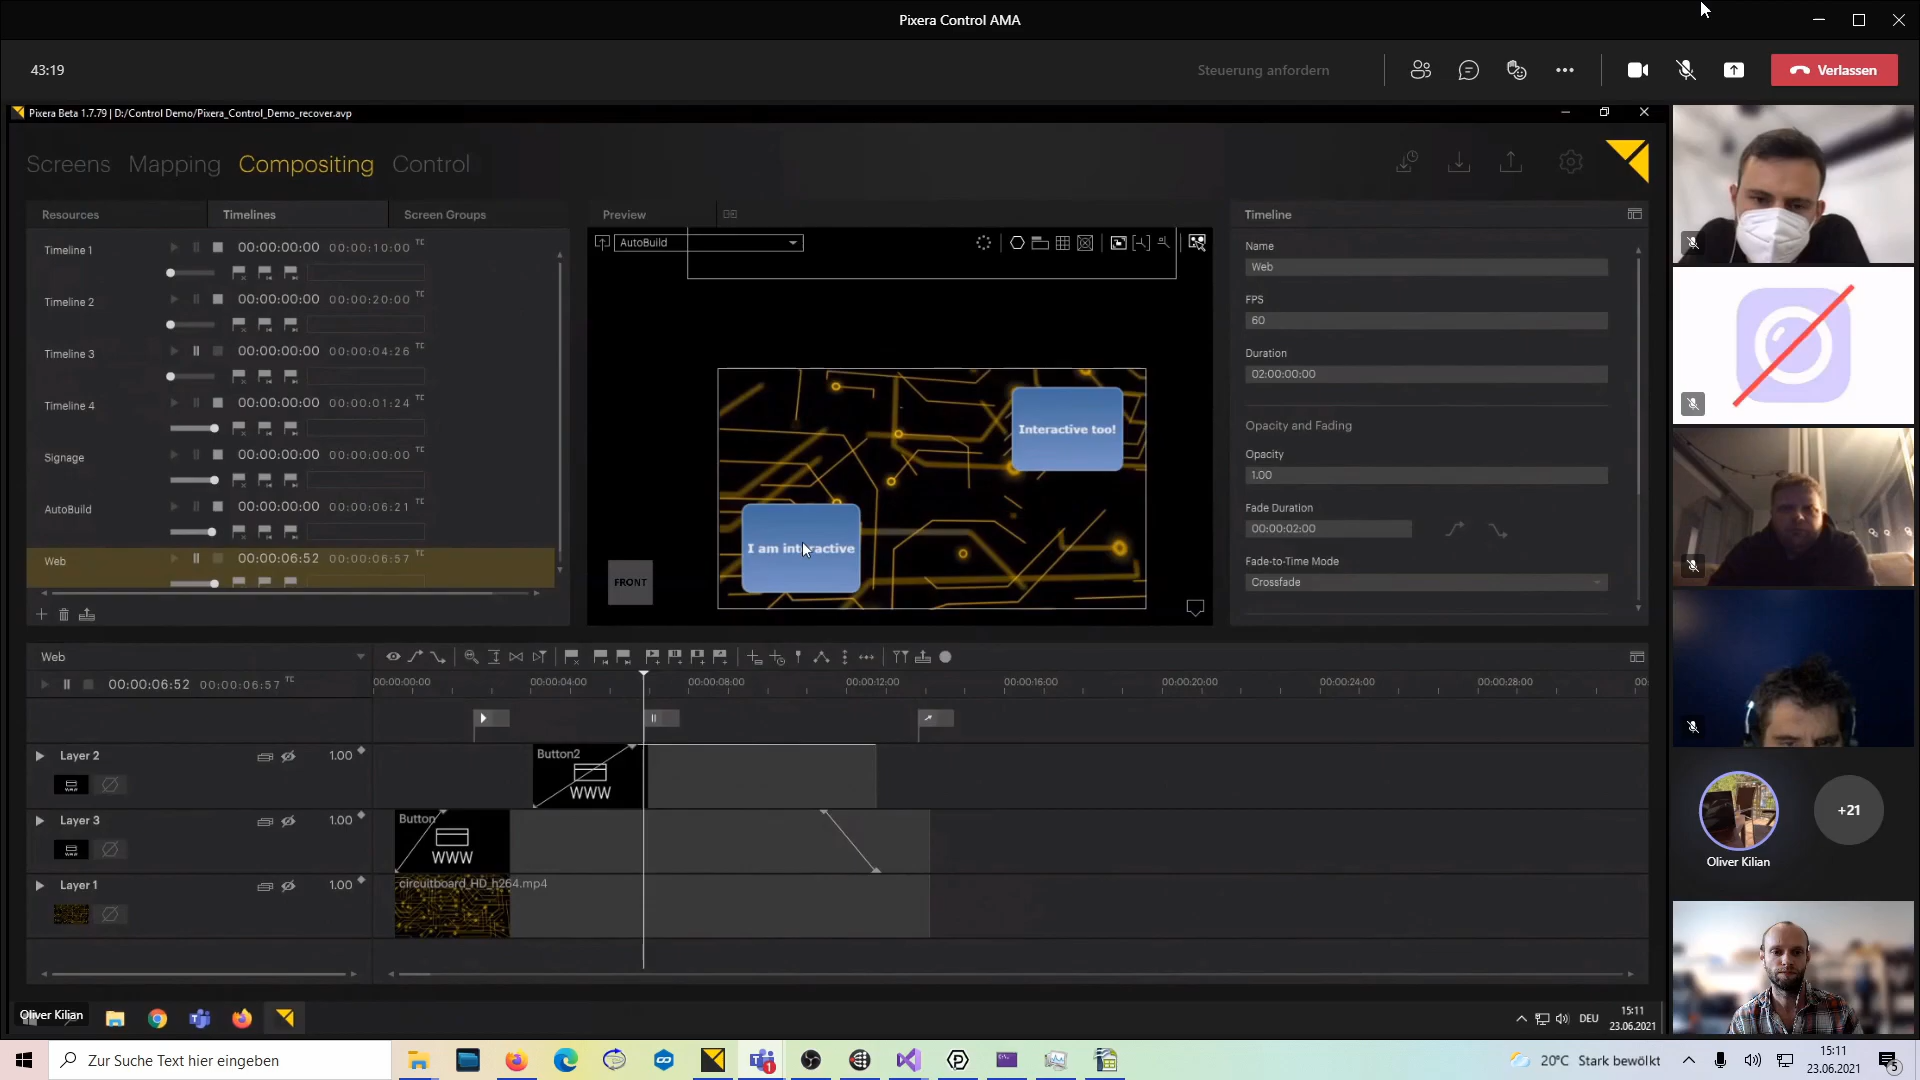 Pixera Control AMA
43:19
Steuerung anfordern
Verlassen
Pixera Beta 1.7.79 | D:/Control Demo/Pixera_Control_Demo_recover.avp
Screens Mapping Compositing Control
Resources Timelines Screen Groups
Timeline 1 00:00:00:00 00:00:10:00 TC
Timeline 2 00:00:00:00 00:00:20:00 TC
Timeline 3 00:00:00:00 00:00:04:26 TC
Timeline 4 00:00:00:00 00:00:01:24 TC
Signage 00:00:00:00 00:00:00:00 TC
AutoBuild 00:00:00:00 00:00:06:21 TC
Web 00:00:06:52 00:00:06:57 TC
Preview
AutoBuild
Interactive too!
I am interactive
FRONT
Timeline
Name
Web
FPS
60
Duration
02:00:00:00
Opacity and Fading
Opacity
1.00
Fade Duration
00:00:02:00
Fade-to-Time Mode
Crossfade
Web
00:00:06:52 00:00:06:57 TC
00:00:00:00 00:00:04:00 00:00:08:00 00:00:12:00 00:00:16:00 00:00:20:00 00:00:24:00 00:00:28:00 00:
Layer 2 1.00
Button2
WWW
Layer 3 1.00
Button
WWW
Layer 1 1.00
circuitboard_HD_h264.mp4
Oliver Kilian
+21
Oliver Kilian
DEU
15:11
23.06.2021
Zur Suche Text hier eingeben
1
20°C Stark bewölkt
15:11
23.06.2021
5